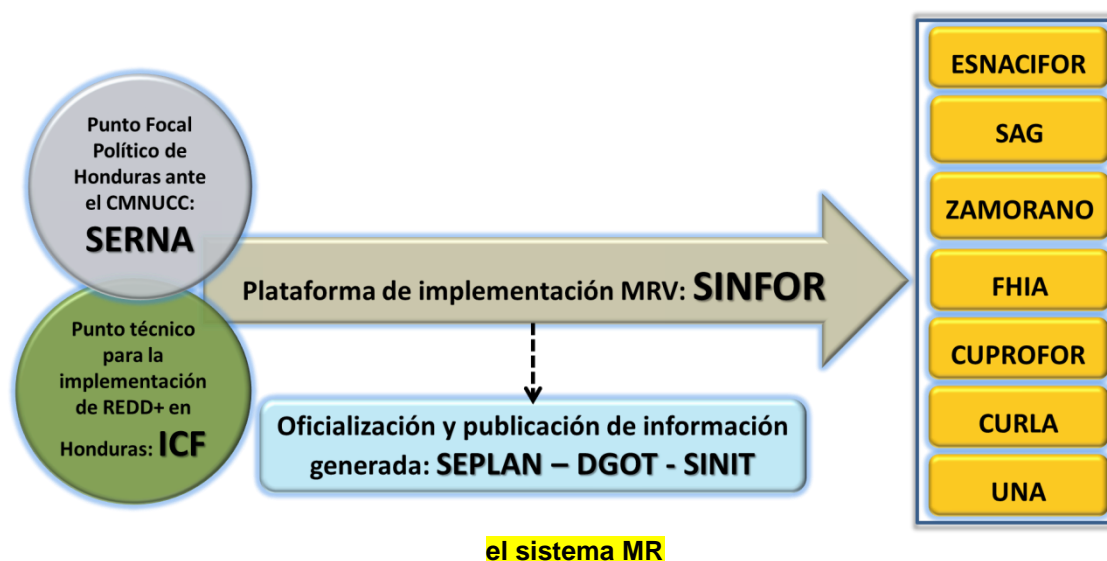 Punto Focal
Político de
Honduras ante
el CMNUCC:
SERNA
Punto técnico
para la
implementación
de REDD+ en
Honduras: ICF
Plataforma de implementación MRV: SINFOR
Oficialización y publicación de información
generada: SEPLAN – DGOT - SINIT
ESNACIFOR
SAG
ZAMORANO
FHIA
CUPROFOR
CURLA
UNA
el sistema MR